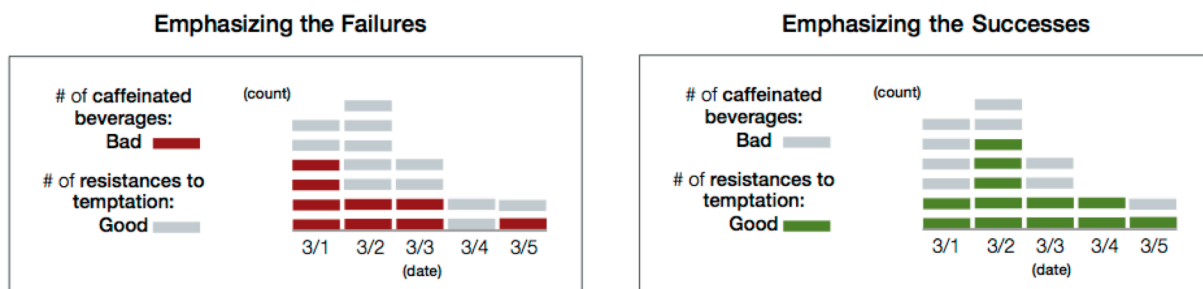 Emphasizing the Failures
# of caffeinated
beverages:
Bad
# of resistances to
temptation:
Good
(count)
3/1 3/2 3/3 3/4 3/5
(date)
Emphasizing the Successes
# of caffeinated
beverages:
Bad
# of resistances to
temptation:
Good
(count)
3/1 3/2 3/3 3/4 3/5
(date)